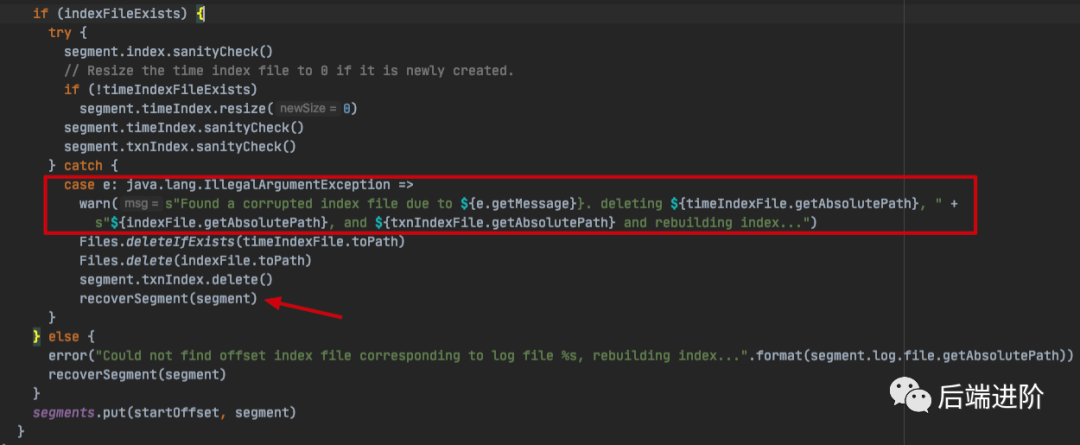 if (indexFileExists) {
try {
segment.index.sanityCheck()
// Resize the time index file to 0 if it is newly created.
if (!timeIndexFileExists)
segment.timeIndex.resize( newSize = 0)
segment.timeIndex.sanityCheck()
segment.txnIndex.sanityCheck()
} catch {
case e: java.lang.IllegalArgumentException =>
warn( msg = s"Found a corrupted index file due to ${e.getMessage}}. deleting ${timeIndexFile.getAbsolutePath}, " +
s"${indexFile.getAbsolutePath}, and ${txnIndexFile.getAbsolutePath} and rebuilding index...")
Files.deleteIfExists(timeIndexFile.toPath)
Files.delete(indexFile.toPath)
segment.txnIndex.delete()
recoverSegment(segment)
}
} else {
error("Could not find offset index file corresponding to log file %s, rebuilding index...".format(segment.log.file.getAbsolutePath))
recoverSegment(segment)
}
segments.put(startOffset, segment)
}
后端进阶